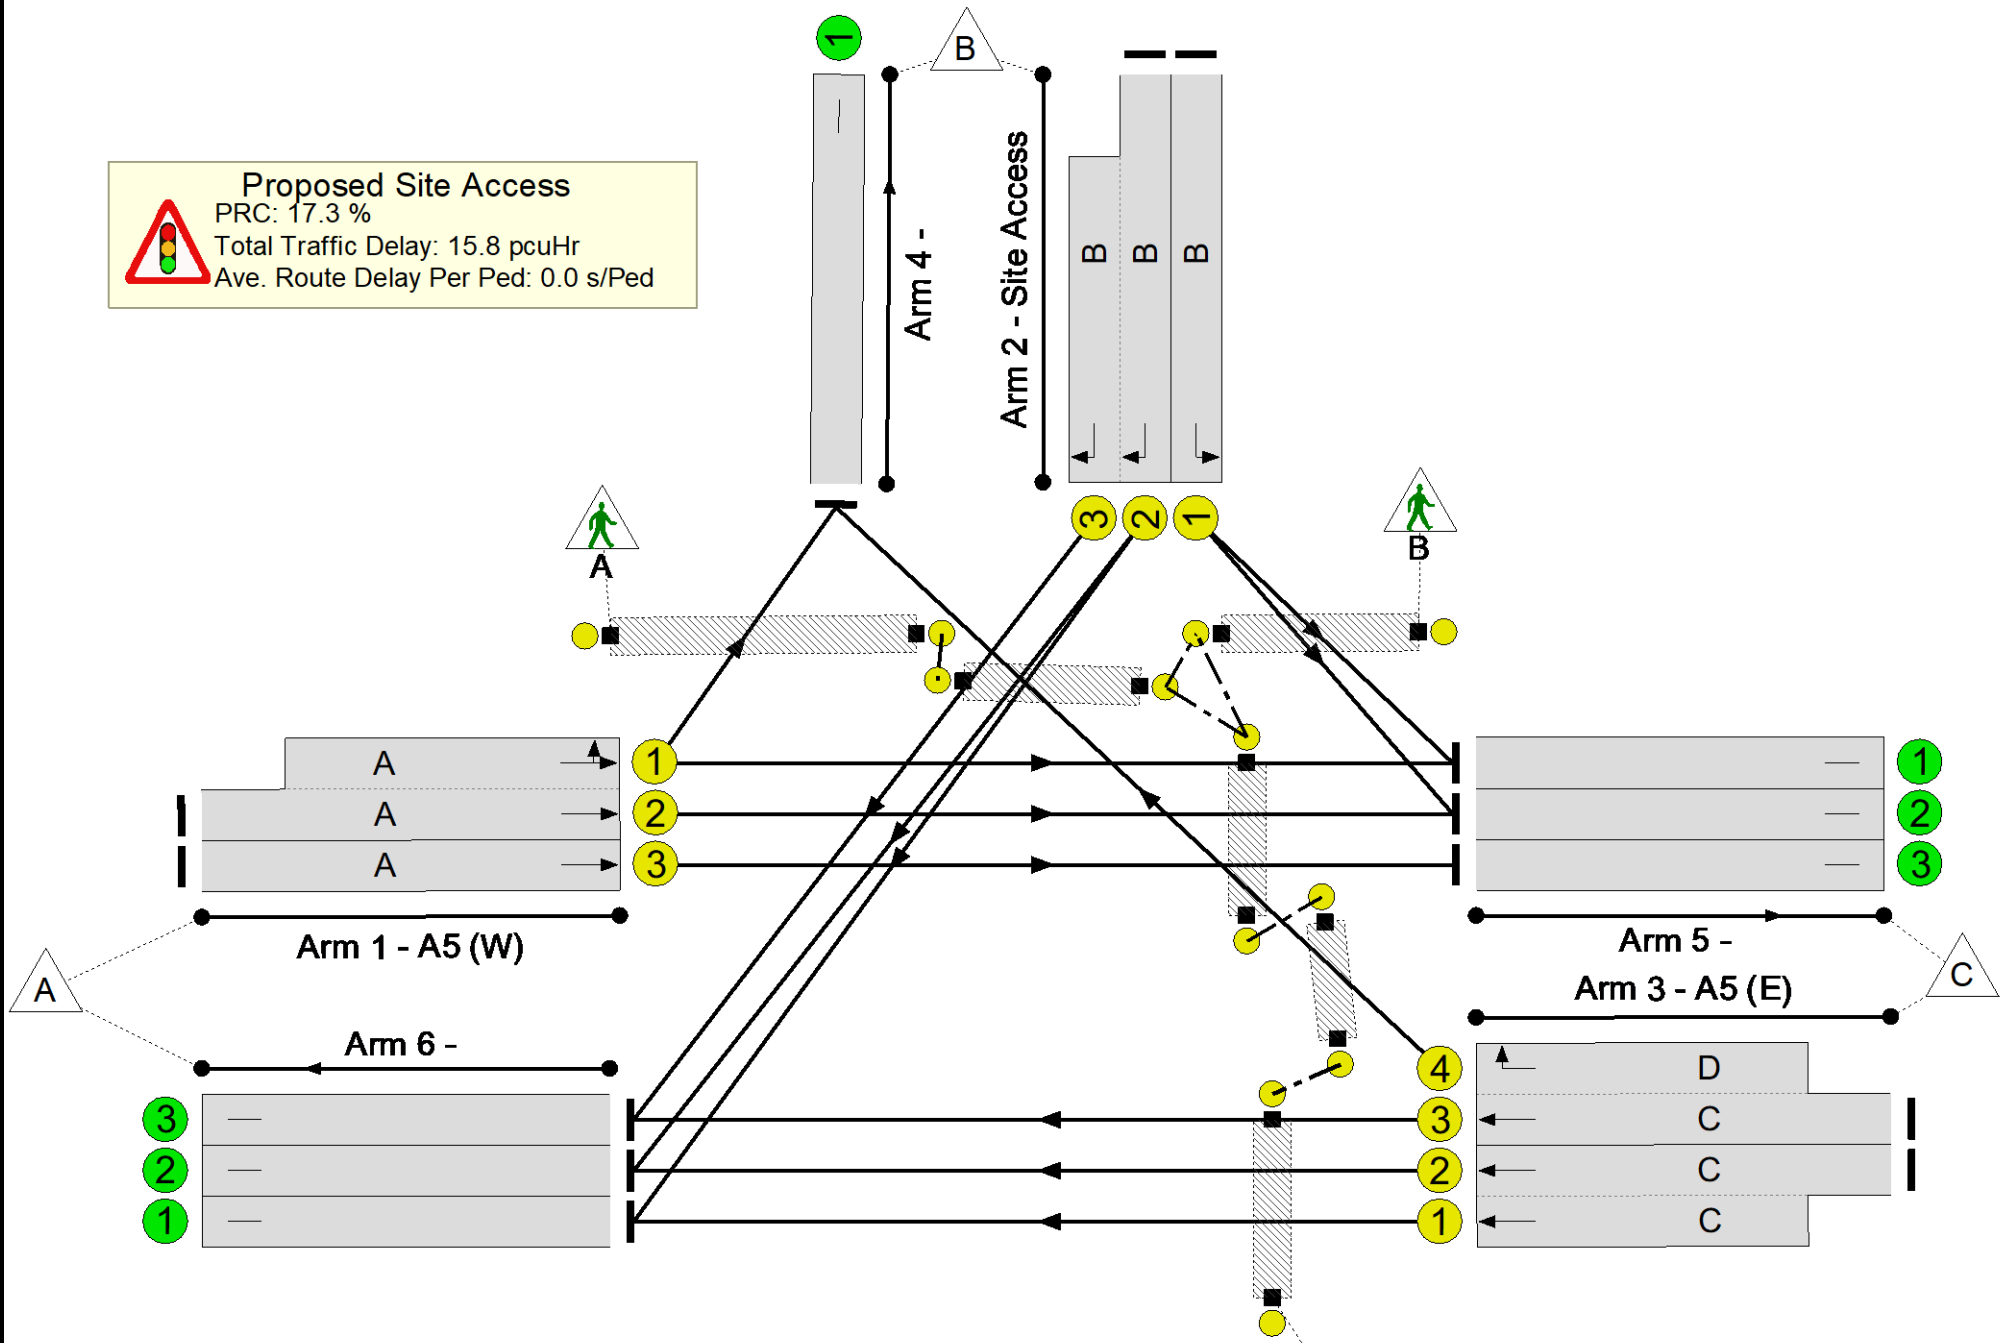 1
B
Proposed Site Access
PRC: 17.3 %
Total Traffic Delay: 15.8 pcuHr
Ave. Route Delay Per Ped: 0.0 s/Ped
Arm 4 -
Arm 2 - Site Access
B
B
B
3
2
1
A
B
A
1
A
2
A
3
1
2
3
Arm 1 - A5 (W)
Arm 5 -
A
C
Arm 3 - A5 (E)
Arm 6 -
4
D
3
3
C
2
2
C
1
1
C